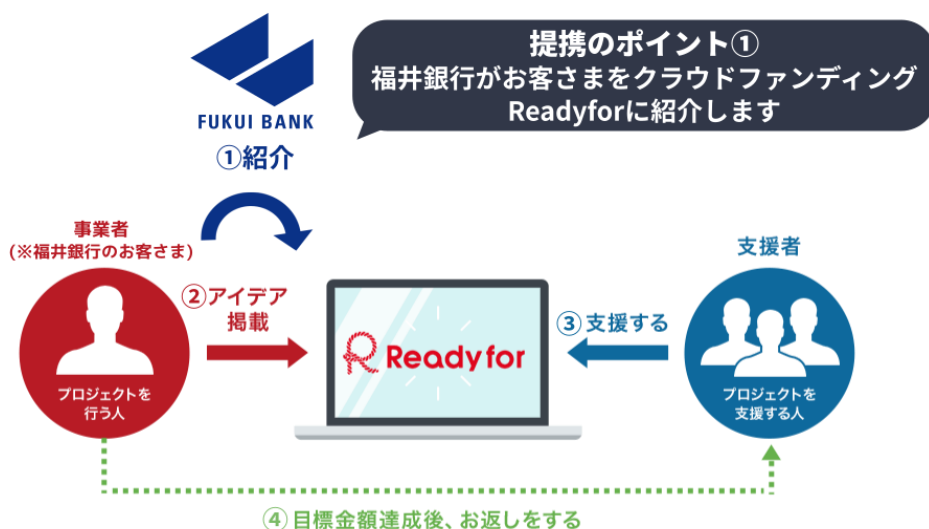 提携のポイント①
福井銀行がお客さまをクラウドファンディング
Readyforに紹介します
FUKUI BANK
①紹介
事業者
(※福井銀行のお客さま)
支援者
②アイデア
掲載
③支援する
Readyfor
プロジェクトを
行う人
プロジェクトを
支援する人
④目標金額達成後、お返しをする